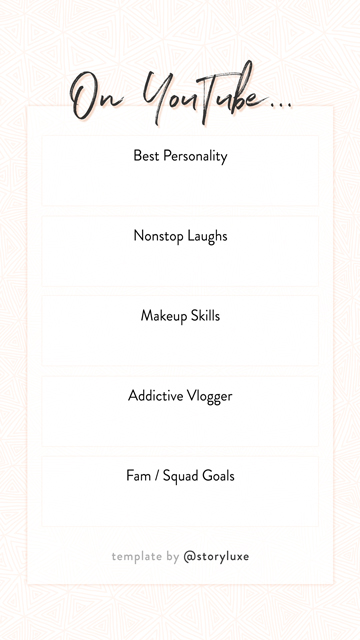 On YouTube...
Best Personality
Nonstop Laughs
Makeup Skills
Addictive Vlogger
Fam / Squad Goals
template by @storyluxe